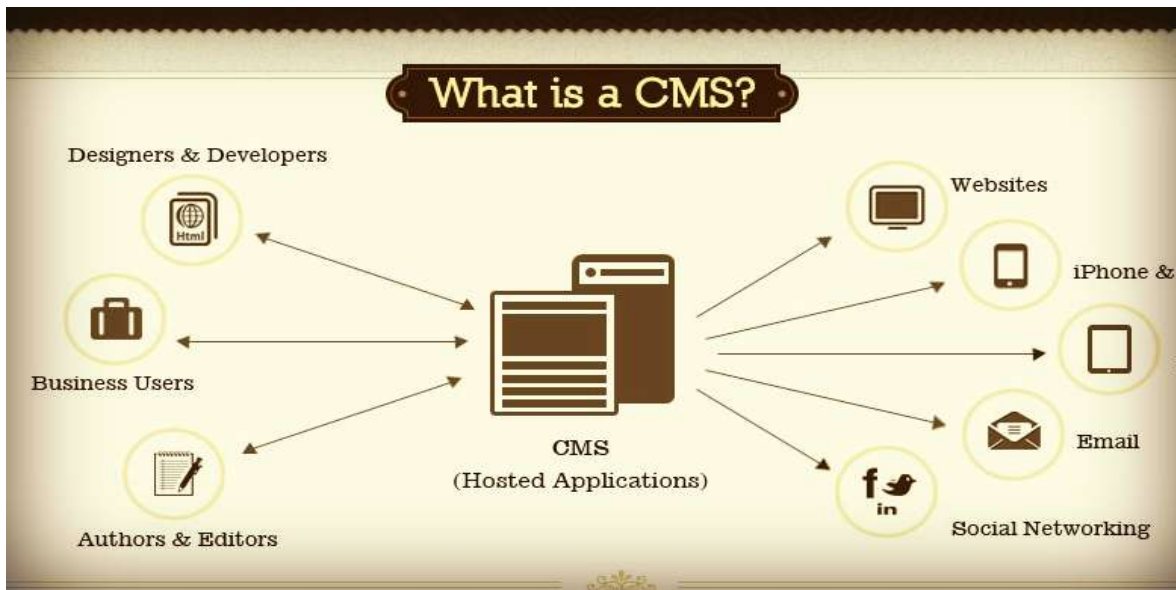 What is a CMS?
Designers & Developers
Html
Business Users
Authors & Editors
CMS
(Hosted Applications)
Websites
iPhone &
Email
f
in
Social Networking